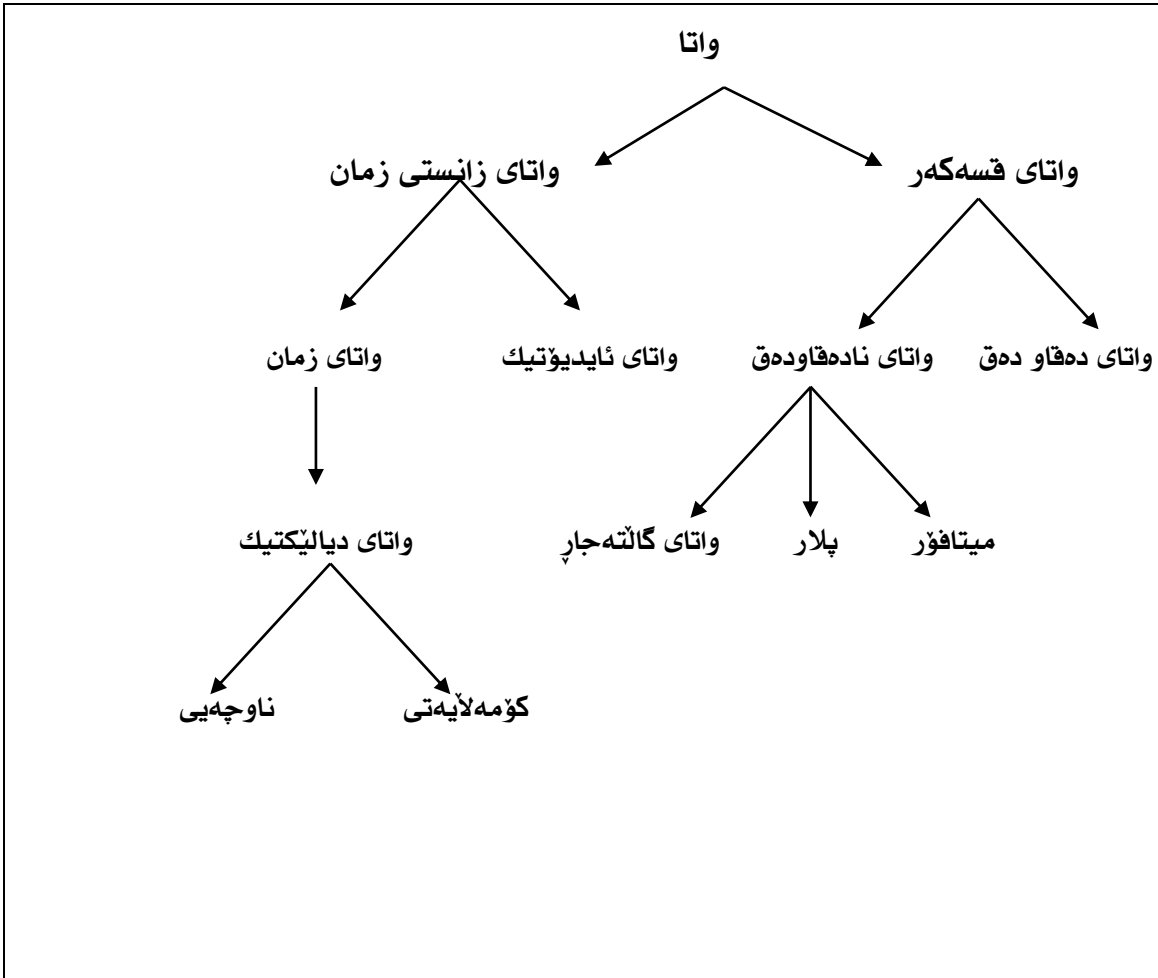 واتا
واتای قسەکەر واتای زانستی زمان
واتای دەقاو دەق واتای نادەقاودەق واتای ئایدیۆتیك واتای زمان
میتافۆر پلار واتای گاڵتەجاڕ واتای دیالێکتیك
کۆمەڵایەتی ناوچەیی